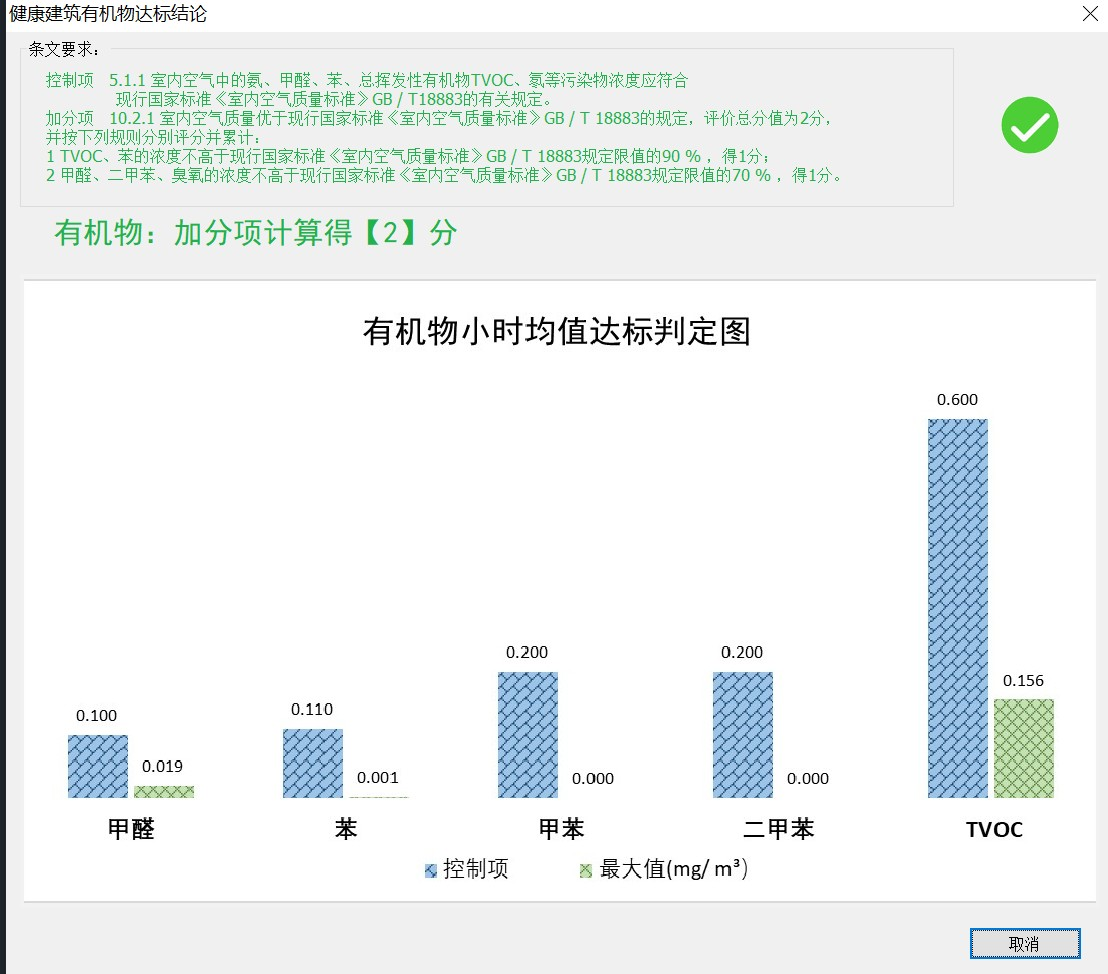 健康建筑有机物达标结论
条文要求：
控制项 5.1.1 室内空气中的氨、甲醛、苯、总挥发性有机物TVOC、氡等污染物浓度应符合
现行国家标准《室内空气质量标准》GB / T18883的有关规定。
加分项 10.2.1 室内空气质量优于现行国家标准《室内空气质量标准》GB / T 18883的规定，评价总分值为2分，
并按下列规则分别评分并累计：
1 TVOC、苯的浓度不高于现行国家标准《室内空气质量标准》GB / T 18883规定限值的90 % ，得1分；
2 甲醛、二甲苯、臭氧的浓度不高于现行国家标准《室内空气质量标准》GB / T 18883规定限值的70 % ，得1分。
有机物：加分项计算得【2】分
有机物小时均值达标判定图
0.600
0.200
0.200
0.156
0.100
0.110
0.019
0.001
0.000
0.000
甲醛 苯 甲苯 二甲苯 TVOC
控制项 最大值(mg/ m³)
取消